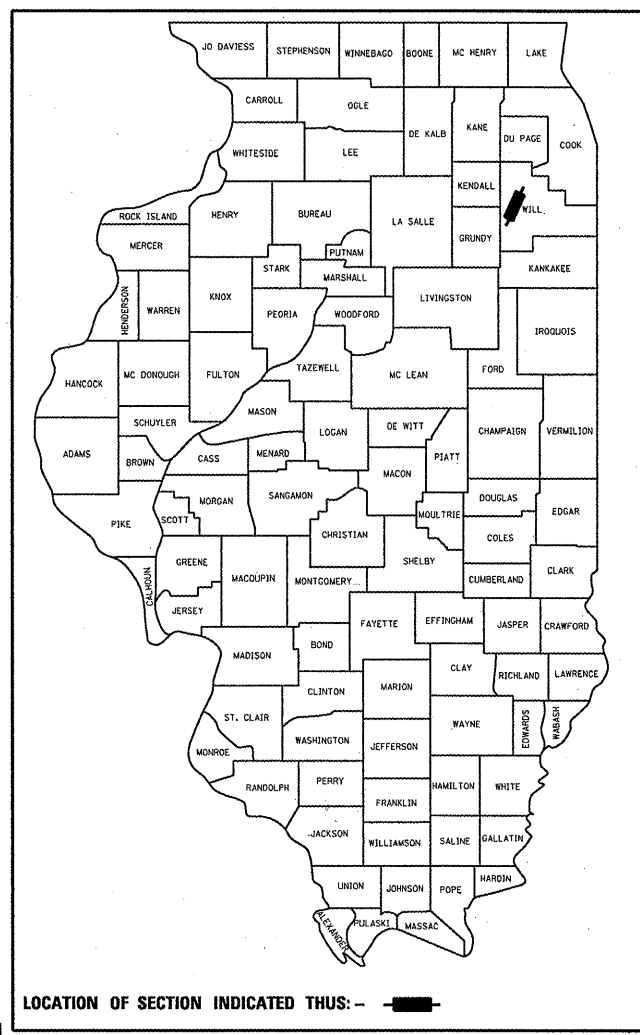 JO DAVIESS STEPHENSON WINNEBAGO BOONE MC HENRY LAKE
CARROLL OGLE DE KALB KANE DU PAGE COOK
WHITESIDE LEE
KENDALL
ROCK ISLAND HENRY BUREAU LA SALLE WILL
MERCER PUTNAM GRUNDY
STARK MARSHALL KANKAKEE
HENDERSON WARREN KNOX PEORIA WOODFORD LIVINGSTON IROQUOIS
HANCOCK MC DONOUGH FULTON TAZEWELL MC LEAN FORD
MASON
SCHUYLER LOGAN DE WITT CHAMPAIGN VERMILION
ADAMS BROWN CASS MENARD MACON PIATT
PIKE SCOTT MORGAN SANGAMON MOULTRIE DOUGLAS EDGAR
CHRISTIAN COLES
GREENE MACOUPIN MONTGOMERY SHELBY CUMBERLAND CLARK
CALHOUN JERSEY
FAYETTE EFFINGHAM JASPER CRAWFORD
MADISON BOND
CLAY RICHLAND LAWRENCE
CLINTON MARION
ST. CLAIR WAYNE EDWARDS WABASH
WASHINGTON JEFFERSON
MONROE
RANDOLPH PERRY HAMILTON WHITE
FRANKLIN
JACKSON WILLIAMSON SALINE GALLATIN
UNION JOHNSON POPE HARDIN
ALEXANDER PULASKI MASSAC
LOCATION OF SECTION INDICATED THUS: –